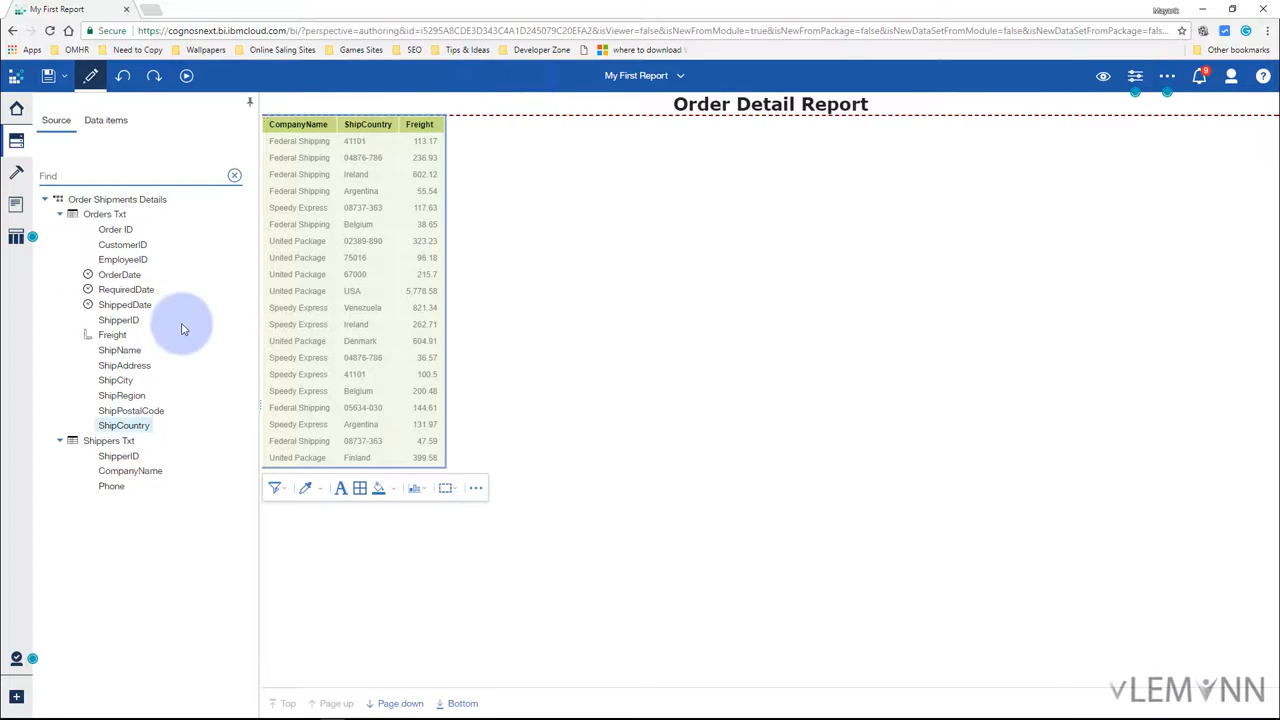 My First Report
Mayank
Secure
https://cognosnext.bi.ibmcloud.com/bi/?perspective=authoring&id=i5295A8CDE3D343C4A1D5079C20EFA2&isViewer=false&isNewFromModule=true&isNewFromPackage=false&isNewDataSetFromModule=false&isNewDataSetFromPackage=fals...
Apps OMHR Need to Copy Wallpapers Online Saling Sites Games Sites SEO Tips & Ideas Developer Zone where to download Other bookmarks
My First Report
9
Source Data items
Find
Order Shipments Details
Orders Txt
Order ID
CustomerID
EmployeeID
OrderDate
RequiredDate
ShippedDate
ShipperID
Freight
ShipName
ShipAddress
ShipCity
ShipRegion
ShipPostalCode
ShipCountry
Shippers Txt
ShipperID
CompanyName
Phone
Order Detail Report
CompanyName ShipCountry Freight
Federal Shipping 41101 113.17
Federal Shipping 04876-786 236.93
Federal Shipping Ireland 602.12
Federal Shipping Argentina 55.54
Speedy Express 08737-363 117.63
Federal Shipping Belgium 38.65
United Package 02389-890 323.23
United Package 75016 96.18
United Package 67000 215.7
United Package USA 5,778.58
Speedy Express Venezuela 821.34
Speedy Express Ireland 262.71
United Package Denmark 604.91
Speedy Express 04876-786 36.57
Speedy Express 41101 100.5
Speedy Express Belgium 200.48
Federal Shipping 05634-030 144.61
Speedy Express Argentina 131.97
Federal Shipping 08737-363 47.59
United Package Finland 399.58
A
Top Page up Page down Bottom
vLEMYNN